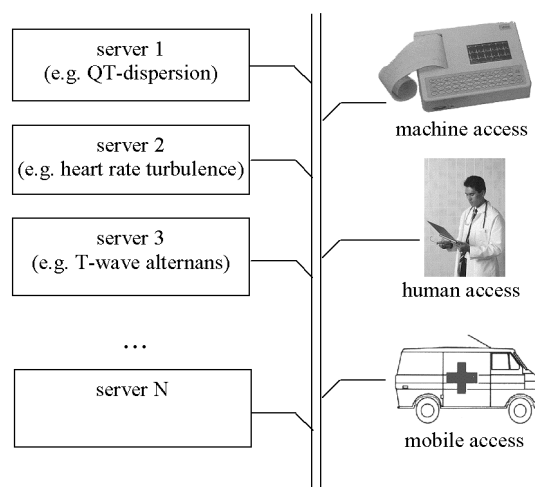 server 1
(e.g. QT-dispersion)
server 2
(e.g. heart rate turbulence)
server 3
(e.g. T-wave alternans)
...
server N
machine access
human access
mobile access